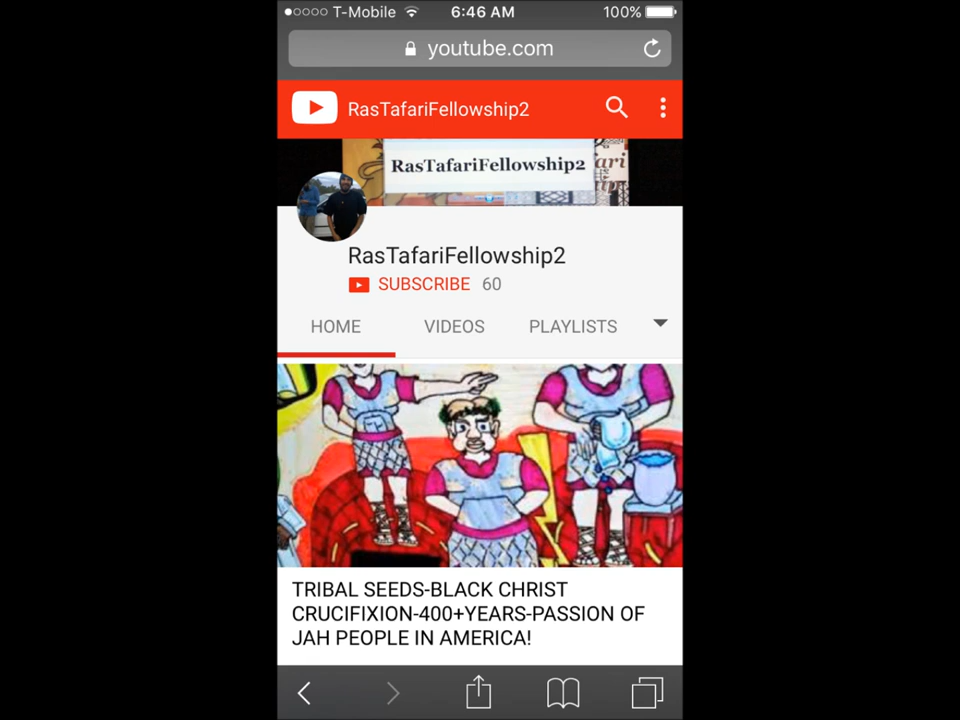 T-Mobile 6:46 AM 100%
youtube.com
RasTafariFellowship2
RasTafariFellowship2
RasTafariFellowship2
SUBSCRIBE 60
HOME VIDEOS PLAYLISTS
TRIBAL SEEDS-BLACK CHRIST
CRUCIFIXION-400+YEARS-PASSION OF
JAH PEOPLE IN AMERICA!